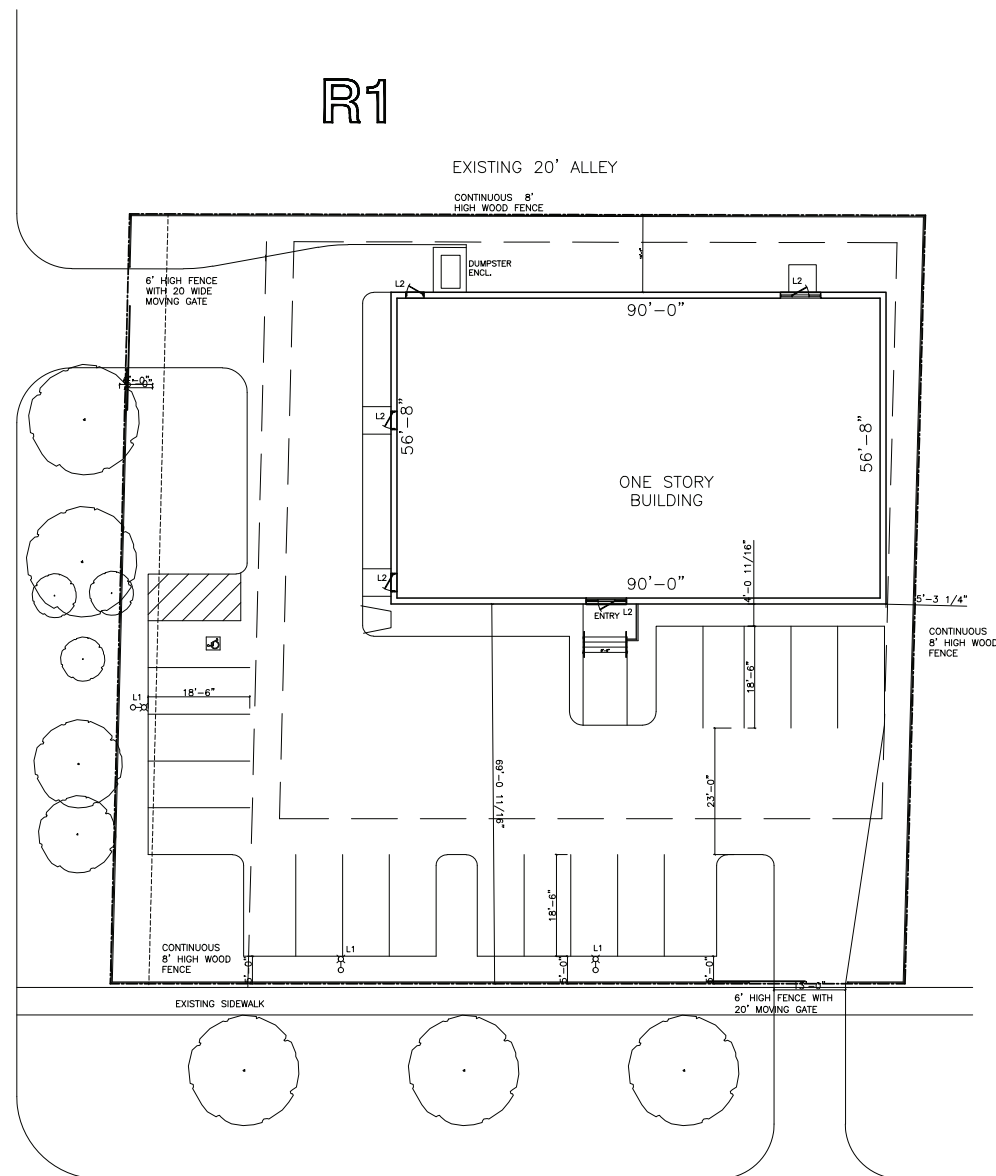 R1
EXISTING 20' ALLEY
CONTINUOUS 8'
HIGH WOOD FENCE
DUMPSTER
ENCL.
6' HIGH FENCE
WITH 20 WIDE
MOVING GATE
L2
L2
90'-0"
L2
56'-8"
56'-8"
ONE STORY
BUILDING
L2
90'-0"
4'-0 11/16"
ENTRY
L2
5'-3 1/4"
CONTINUOUS
8' HIGH WOOD
FENCE
18'-6"
18'-6"
L1
69'-0 11/16"
23'-0"
18'-6"
CONTINUOUS
8' HIGH WOOD
FENCE
L1
L1
EXISTING SIDEWALK
6' HIGH FENCE WITH
20' MOVING GATE